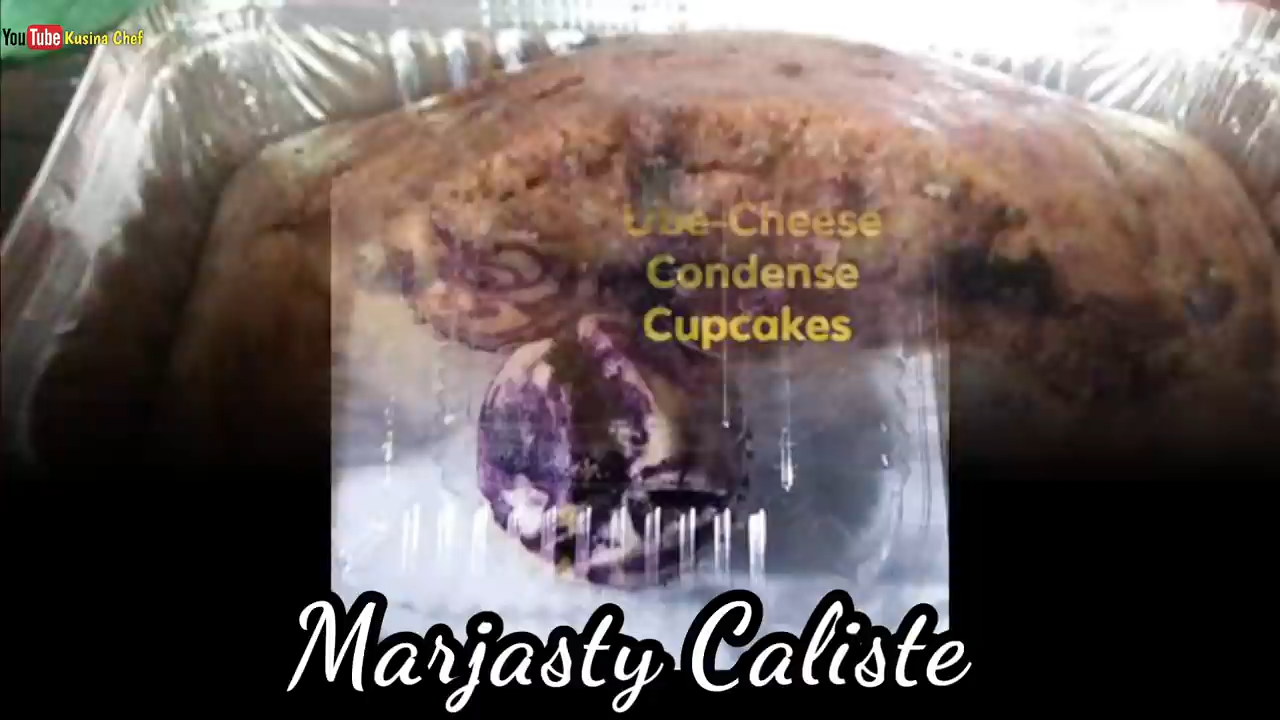 YouTube Kusina Chef
Ube-Cheese
Condense
Cupcakes
Marjasty Caliste